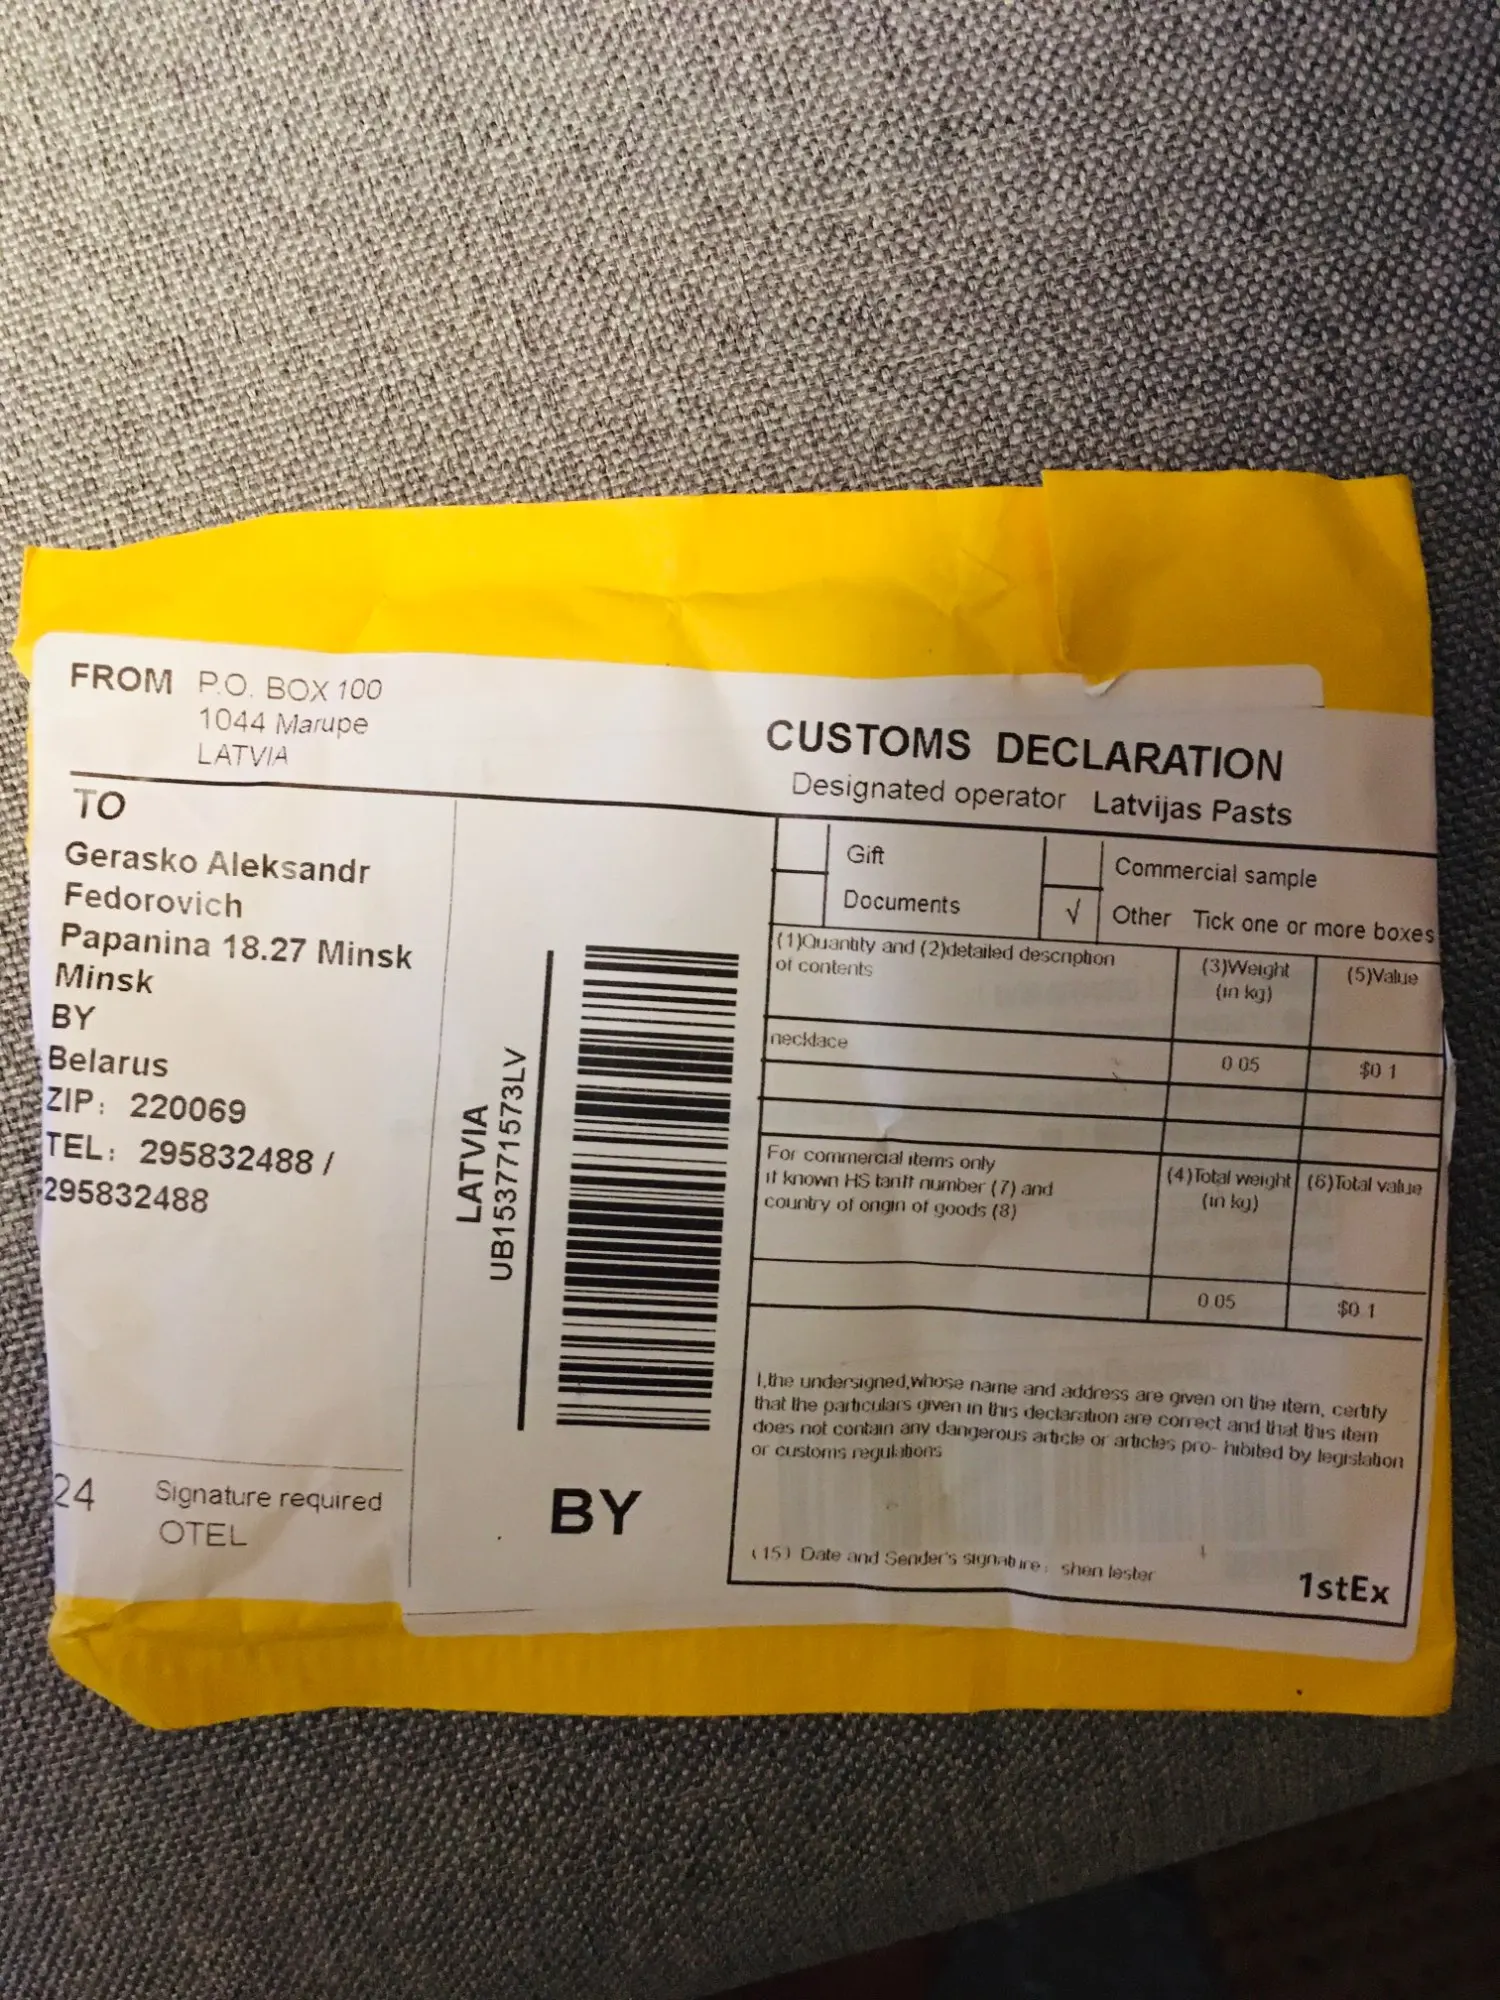 FROM P.O. BOX 100
1044 Marupe
LATVIA
TO
Gerasko Aleksandr
Fedorovich
Papanina 18.27 Minsk
Minsk
BY
Belarus
ZIP: 220069
TEL: 295832488 /
295832488
24 Signature required
OTEL
LATVIA
UB153771573LV
BY
CUSTOMS DECLARATION
Designated operator Latvijas Pasts
Gift
Commercial sample
Documents
√ Other Tick one or more boxes
(1)Quantity and (2)detailed description
of contents
(3)Weight
(in kg)
(5)Value
necklace 0 05 $0 1
For commercial items only
if known HS tariff number (7) and
country of origin of goods (8)
(4)Total weight
(in kg)
(6)Total value
0 05 $0 1
I,the undersigned,whose name and address are given on the item, certify
that the particulars given in this declaration are correct and that this item
does not contain any dangerous article or articles pro- hibited by legislation
or customs regulations
(15) Date and Sender's signature: shen lester
1stEx